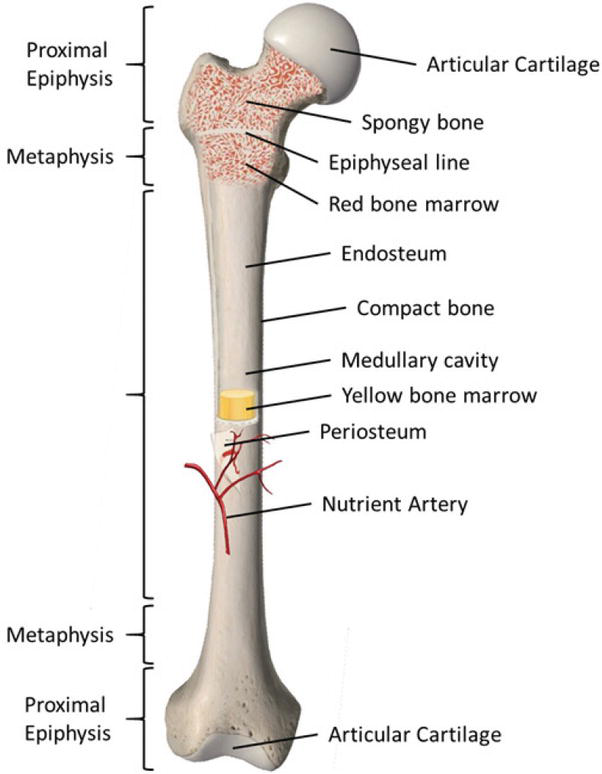 Proximal
Epiphysis
Articular Cartilage
Spongy bone
Metaphysis
Epiphyseal line
Red bone marrow
Endosteum
Compact bone
Medullary cavity
Yellow bone marrow
Periosteum
Nutrient Artery
Metaphysis
Proximal
Epiphysis
Articular Cartilage